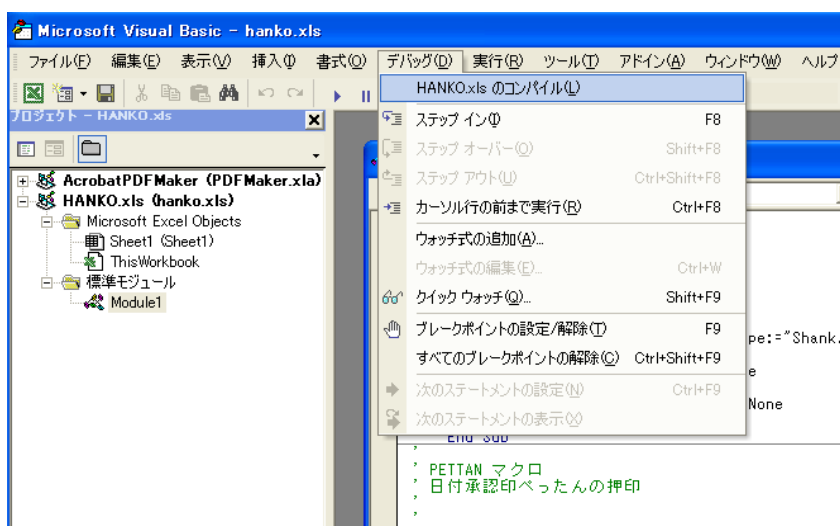 Microsoft Visual Basic - hanko.xls
ファイル(F) 編集(E) 表示(V) 挿入(I) 書式(O) デバッグ(D) 実行(R) ツール(T) アドイン(A) ウィンドウ(W) ヘルプ
プロジェクト - HANKO.xls
AcrobatPDFMaker (PDFMaker.xla)
HANKO.xls (hanko.xls)
Microsoft Excel Objects
Sheet1 (Sheet1)
ThisWorkbook
標準モジュール
Module1
HANKO.xls のコンパイル(L)
ステップ イン(I) F8
ステップ オーバー(O) Shift+F8
ステップ アウト(U) Ctrl+Shift+F8
カーソル行の前まで実行(R) Ctrl+F8
ウォッチ式の追加(A)...
ウォッチ式の編集(E)... Ctrl+W
クイック ウォッチ(Q)... Shift+F9
ブレークポイントの設定/解除(T) F9
すべてのブレークポイントの解除(C) Ctrl+Shift+F9
次のステートメントの設定(N) Ctrl+F9
次のステートメントの表示(X)
pe:="Shank.
e
None
End Sub
'
' PETTAN マクロ
' 日付承認印ぺったんの押印
'